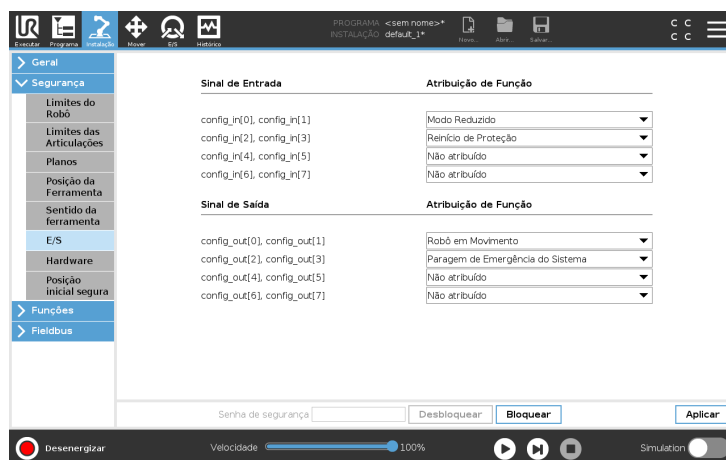 UR
PROGRAMA <sem nome>*
INSTALAÇÃO default_1*
Executar Programa Instalação Mover E/S Histórico Novo... Abrir... Salvar...
C C
C C
Geral
Segurança
Limites do
Robô
Limites das
Articulações
Planos
Posição da
Ferramenta
Sentido da
ferramenta
E/S
Hardware
Posição
inicial segura
Funções
Fieldbus
Sinal de Entrada Atribuição de Função
config_in[0], config_in[1] Modo Reduzido
config_in[2], config_in[3] Reinício de Proteção
config_in[4], config_in[5] Não atribuído
config_in[6], config_in[7] Não atribuído
Sinal de Saída Atribuição de Função
config_out[0], config_out[1] Robô em Movimento
config_out[2], config_out[3] Paragem de Emergência do Sistema
config_out[4], config_out[5] Não atribuído
config_out[6], config_out[7] Não atribuído
Senha de segurança Desbloquear Bloquear Aplicar
Desenergizar Velocidade 100% Simulation